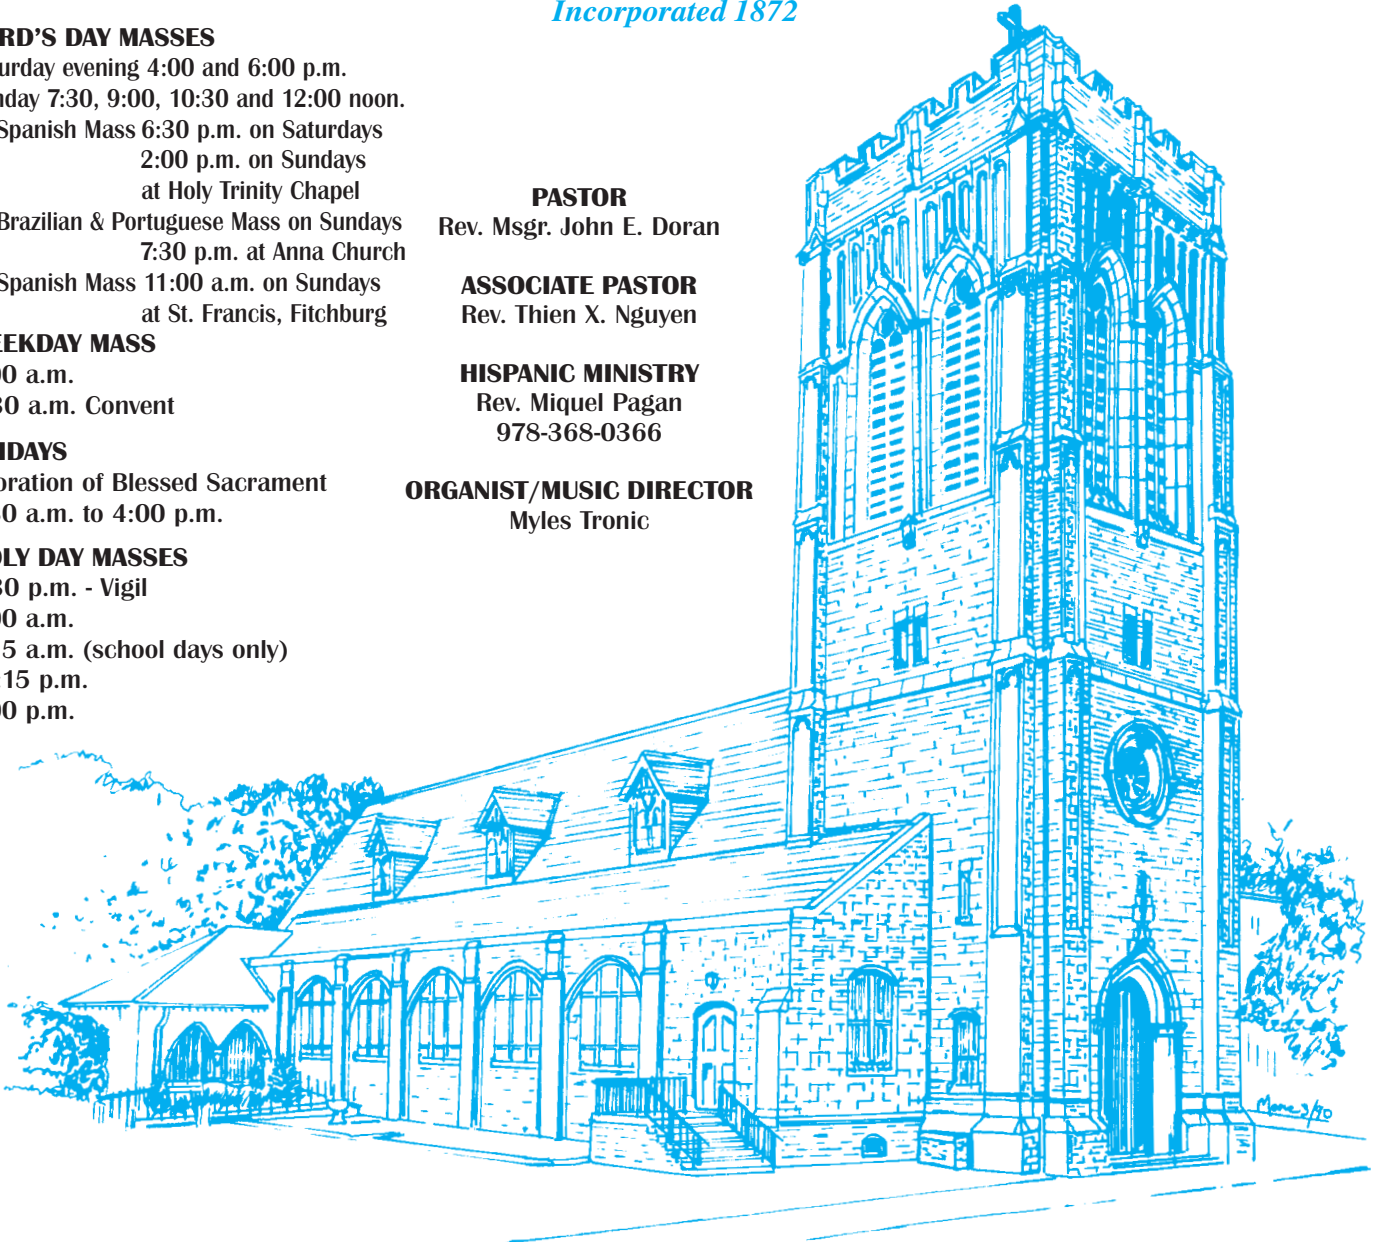 Incorporated 1872
RD'S DAY MASSES
urday evening 4:00 and 6:00 p.m.
nday 7:30, 9:00, 10:30 and 12:00 noon.
Spanish Mass 6:30 p.m. on Saturdays
2:00 p.m. on Sundays
at Holy Trinity Chapel
Brazilian & Portuguese Mass on Sundays
7:30 p.m. at Anna Church
Spanish Mass 11:00 a.m. on Sundays
at St. Francis, Fitchburg
EEKDAY MASS
00 a.m.
30 a.m. Convent
IDAYS
oration of Blessed Sacrament
30 a.m. to 4:00 p.m.
OLY DAY MASSES
30 p.m. - Vigil
00 a.m.
15 a.m. (school days only)
:15 p.m.
00 p.m.
PASTOR
Rev. Msgr. John E. Doran
ASSOCIATE PASTOR
Rev. Thien X. Nguyen
HISPANIC MINISTRY
Rev. Miquel Pagan
978-368-0366
ORGANIST/MUSIC DIRECTOR
Myles Tronic